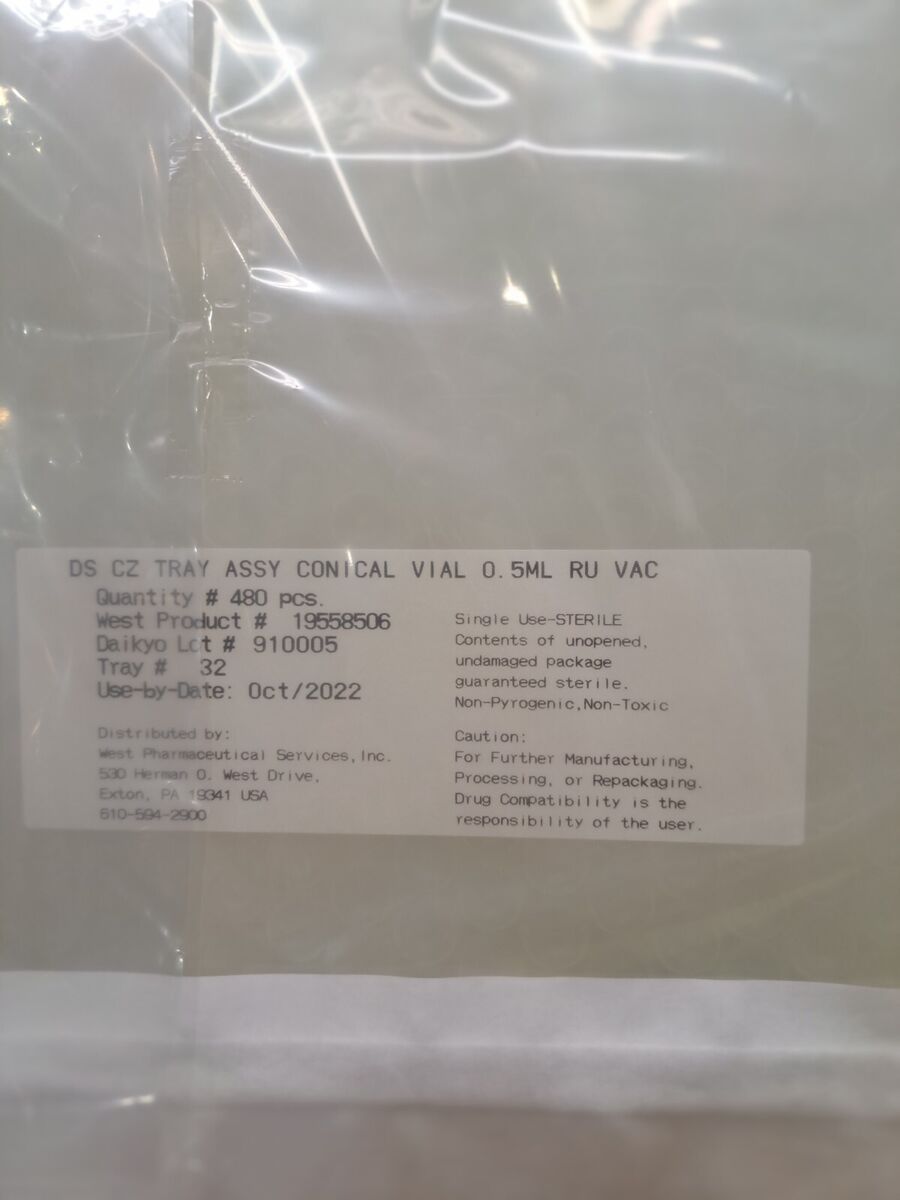 DS CZ TRAY ASSY CONICAL VIAL 0.5ML RU VAC
Quantity # 480 pcs.
West Product # 19558506
Daikyo Lot # 910005
Tray # 32
Use-by-Date: Oct/2022
Distributed by:
West Pharmaceutical Services,Inc.
530 Herman O. West Drive,
Exton, PA 19341 USA
610-594-2900
Single Use-STERILE
Contents of unopened,
undamaged package
guaranteed sterile.
Non-Pyrogenic,Non-Toxic
Caution:
For Further Manufacturing,
Processing, or Repackaging.
Drug Compatibility is the
responsibility of the user.